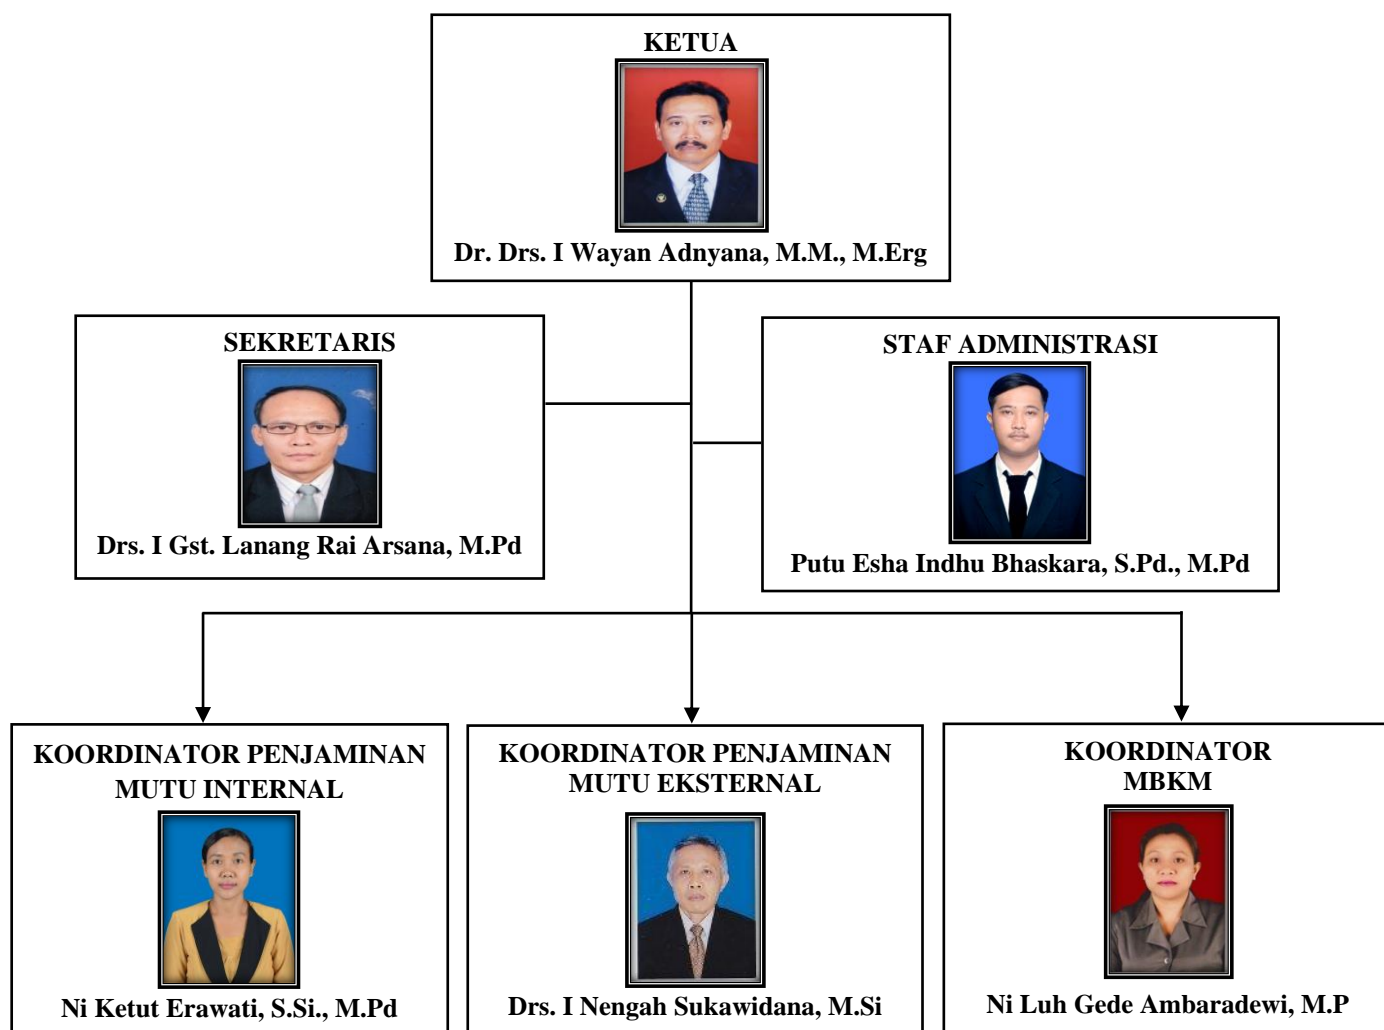 KETUA
Dr. Drs. I Wayan Adnyana, M.M., M.Erg
SEKRETARIS
Drs. I Gst. Lanang Rai Arsana, M.Pd
STAF ADMINISTRASI
Putu Esha Indhu Bhaskara, S.Pd., M.Pd
KOORDINATOR PENJAMINAN
MUTU INTERNAL
Ni Ketut Erawati, S.Si., M.Pd
KOORDINATOR PENJAMINAN
MUTU EKSTERNAL
Drs. I Nengah Sukawidana, M.Si
KOORDINATOR
MBKM
Ni Luh Gede Ambaradewi, M.P